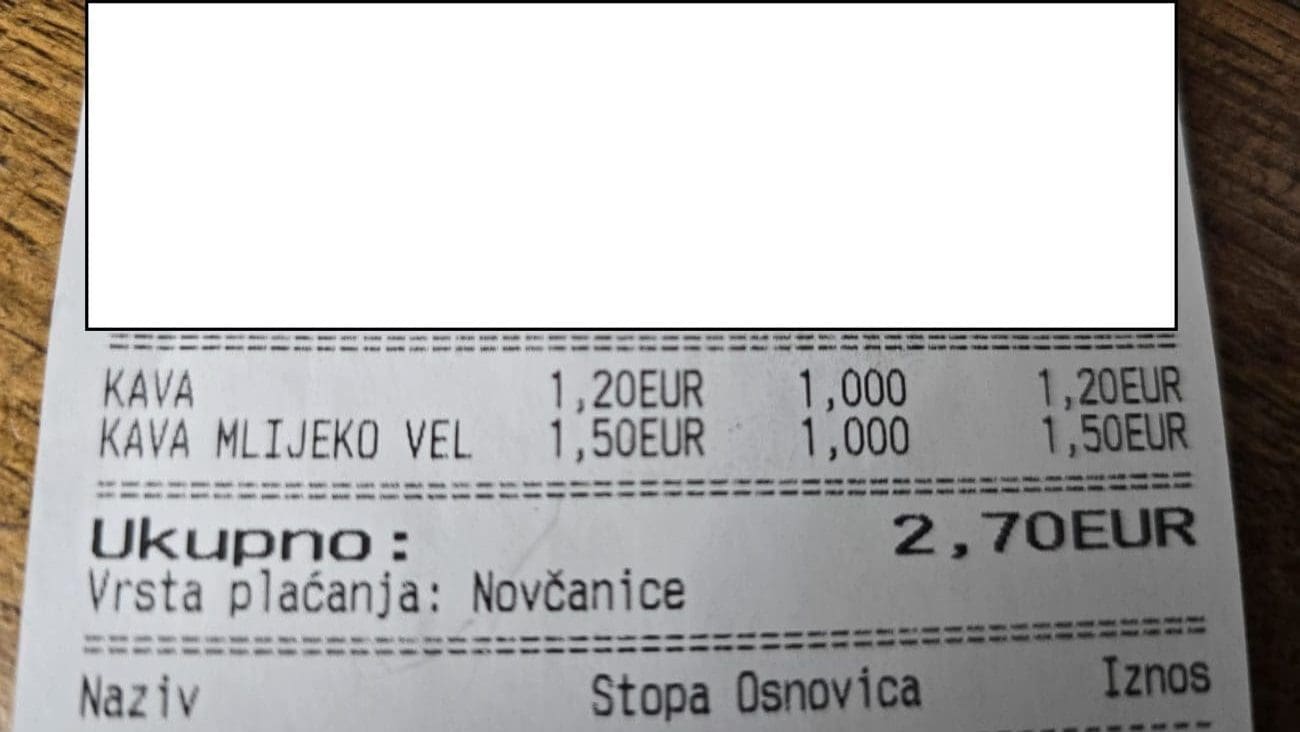 KAVA 1,20EUR 1,000 1,20EUR
KAVA MLIJEKO VEL 1,50EUR 1,000 1,50EUR
Ukupno: 2,70EUR
Vrsta plaćanja: Novčanice
Naziv Stopa Osnovica Iznos